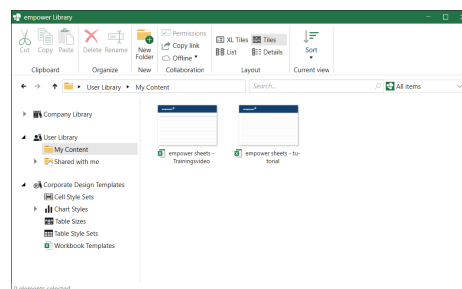 empower Library
Cut Copy Paste Delete Rename New Folder
Permissions
Copy link
Offline
XL Tiles Tiles
List Details
Sort
Clipboard Organize New Collaboration Layout Current view
User Library My Content Search... All items
Company Library
User Library
My Content
Shared with me
Corporate Design Templates
Cell Style Sets
Chart Styles
Table Sizes
Table Style Sets
Workbook Templates
empower sheets -
Trainingsvideo
empower sheets - tu-
torial
0 elements selected